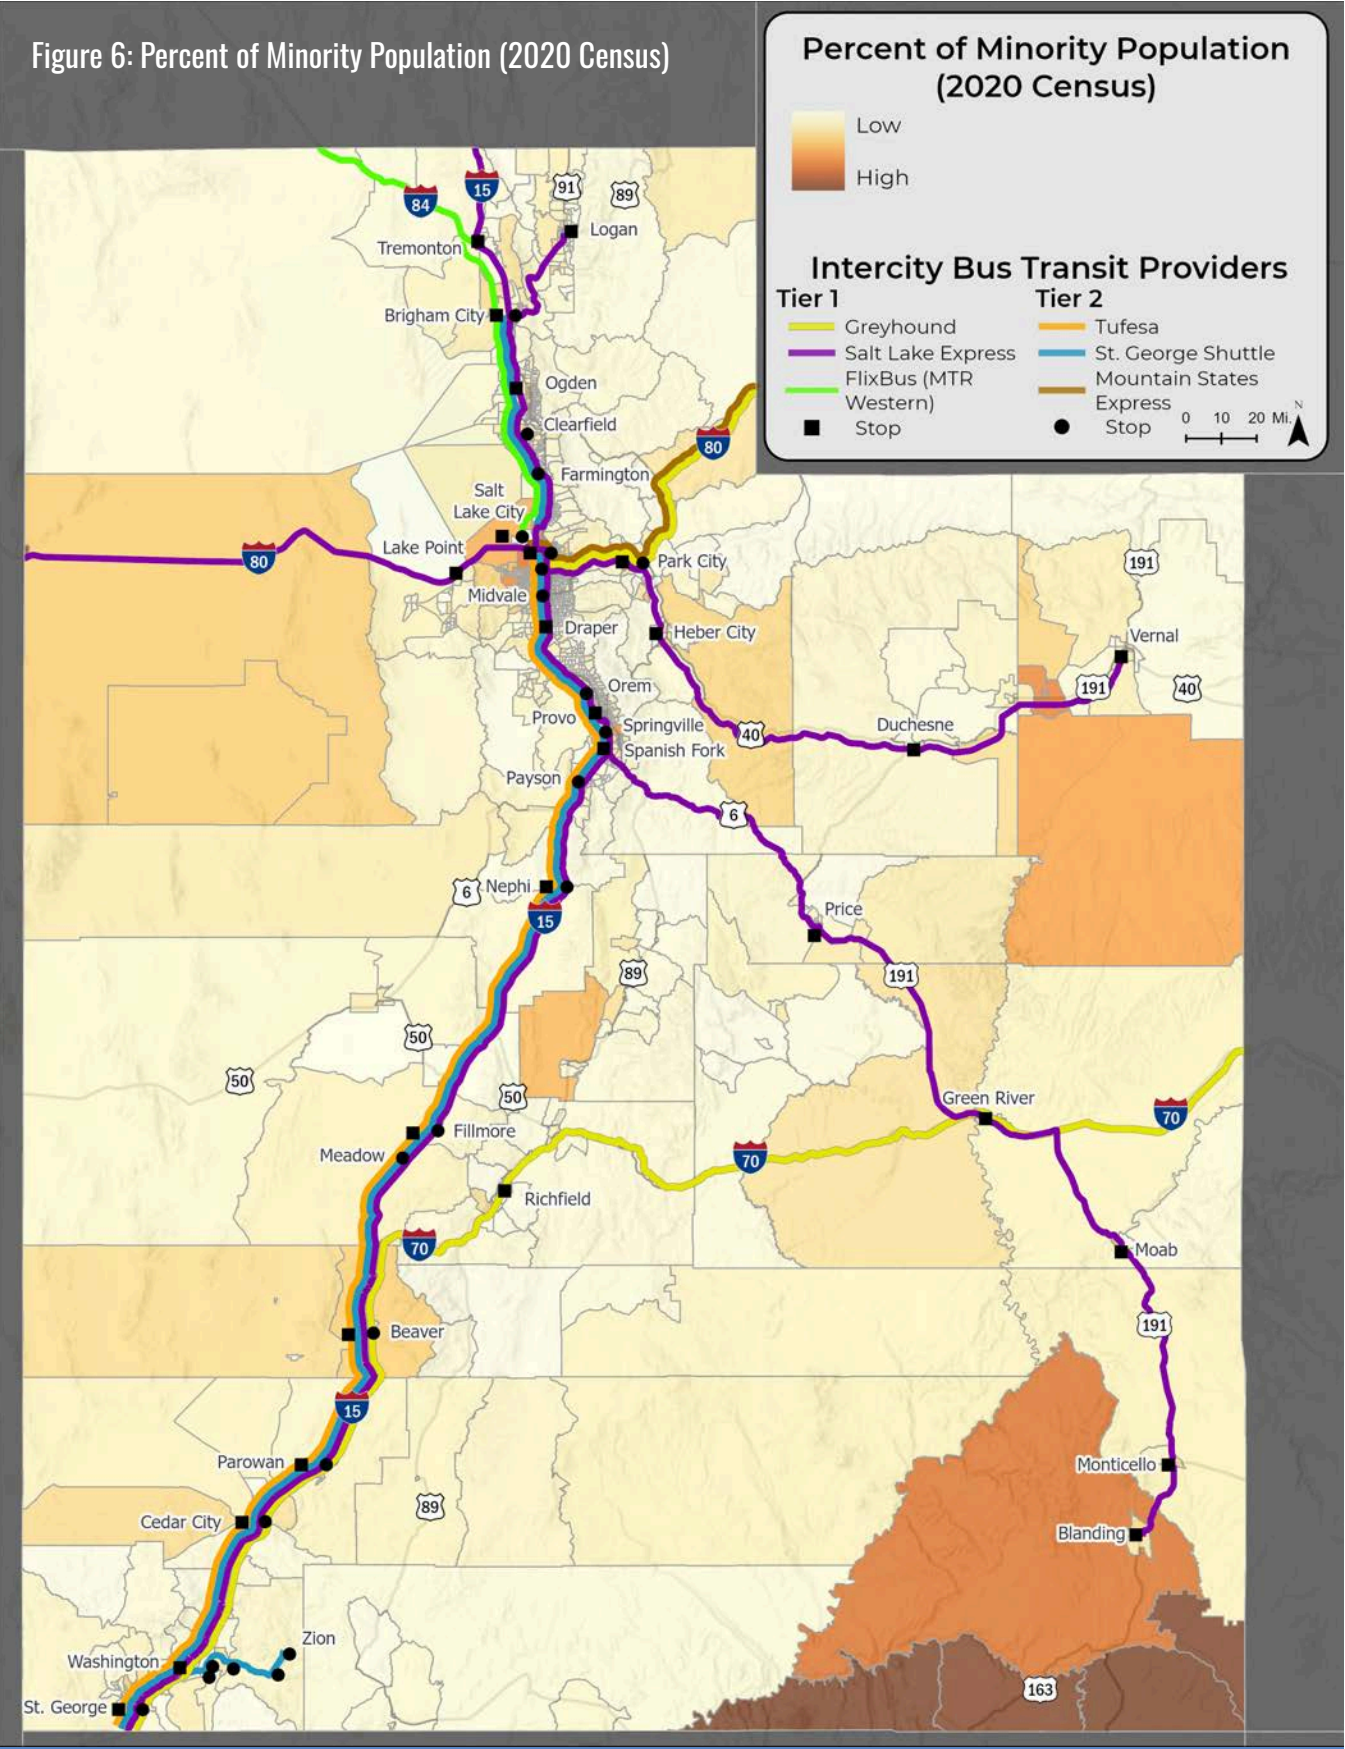 Figure 6: Percent of Minority Population (2020 Census)
Percent of Minority Population
(2020 Census)
Low
High
Intercity Bus Transit Providers
Tier 1
Tier 2
Greyhound
Tufesa
Salt Lake Express
St. George Shuttle
FlixBus (MTR
Western)
Mountain States
Express
Stop
Stop
0 10 20 Mi.
N
84
15
91
89
Logan
Tremonton
Brigham City
Ogden
Clearfield
80
Farmington
Salt
Lake City
Lake Point
80
Park City
191
Midvale
Draper
Heber City
Vernal
Orem
191
40
Provo
Springville
Duchesne
40
Spanish Fork
Payson
6
6
Nephi
15
Price
89
191
50
50
50
Green River
70
Fillmore
Meadow
70
Richfield
70
Moab
191
Beaver
15
Parowan
Monticello
89
Cedar City
Blanding
Zion
Washington
163
St. George